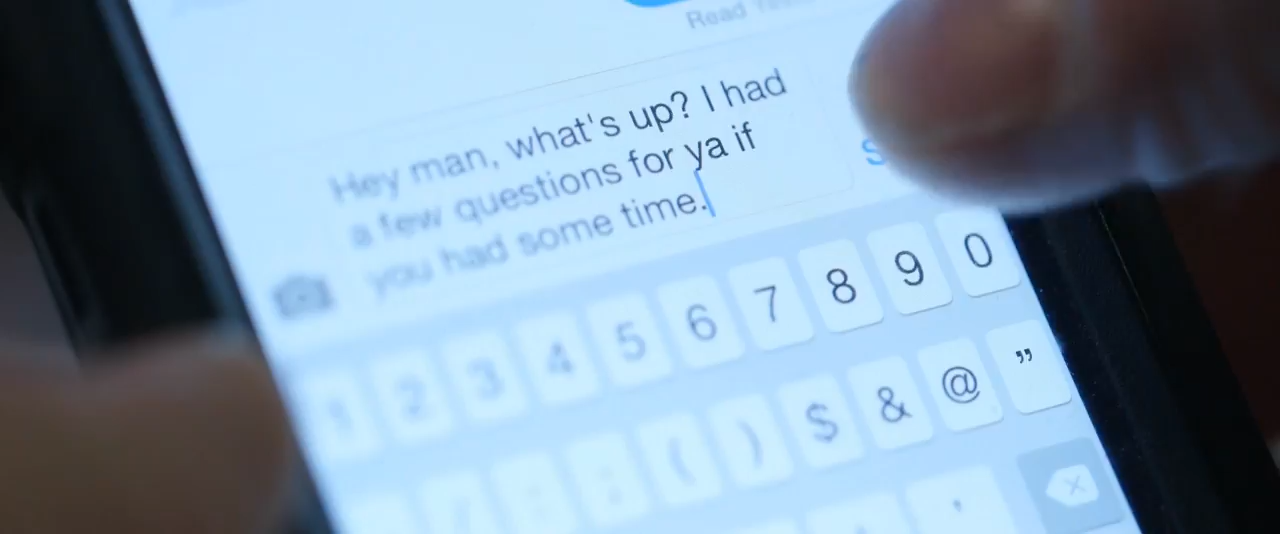 Read
Hey man, what's up? I had
a few questions for ya if
you had some time.
S
1 2 3 4 5 6 7 8 9 0
: ; ( ) $ & @ ”
'